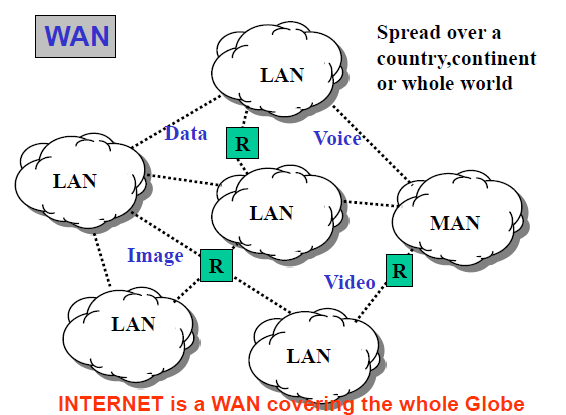 WAN
Spread over a
country,continent
or whole world
LAN
Data
R
Voice
LAN
LAN
MAN
Image
R
Video
R
LAN
LAN
INTERNET is a WAN covering the whole Globe